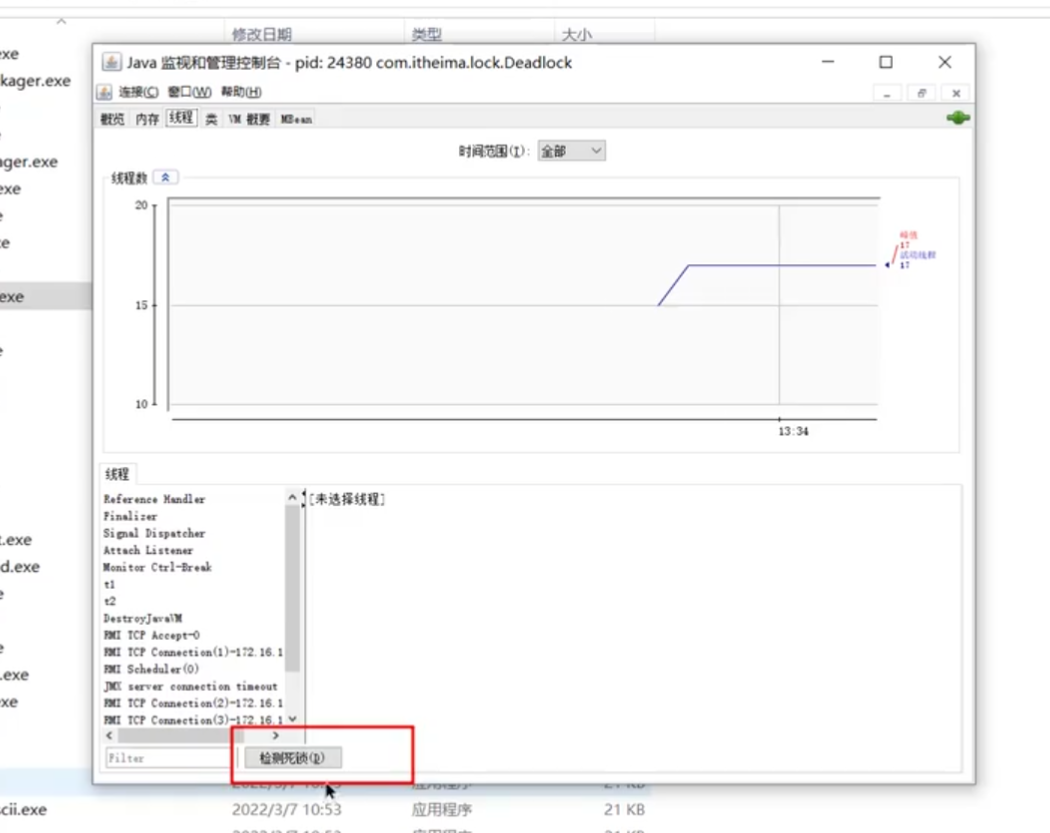 修改日期 类型 大小
exe
kager.exe
ager.exe
exe
e
te
exe
e
t.exe
d.exe
e
e
.exe
exe
Java 监视和管理控制台 - pid: 24380 com.itheima.lock.Deadlock
连接(C) 窗口(W) 帮助(H)
概览 内存 线程 类 VM 概要 MBean
时间范围(T): 全部
线程数
20
15
10
峰值
17
活动线程
17
13:34
线程
Reference Handler
Finalizer
Signal Dispatcher
Attach Listener
Monitor Ctrl-Break
t1
t2
DestroyJavaVM
RMI TCP Accept-0
RMI TCP Connection(1)-172.16.1
RMI Scheduler(0)
JMX server connection timeout
RMI TCP Connection(2)-172.16.1
RMI TCP Connection(3)-172.16.1
[未选择线程]
Filter 检测死锁(D)
cii.exe 2022/3/7 10:53 应用程序 21 KB